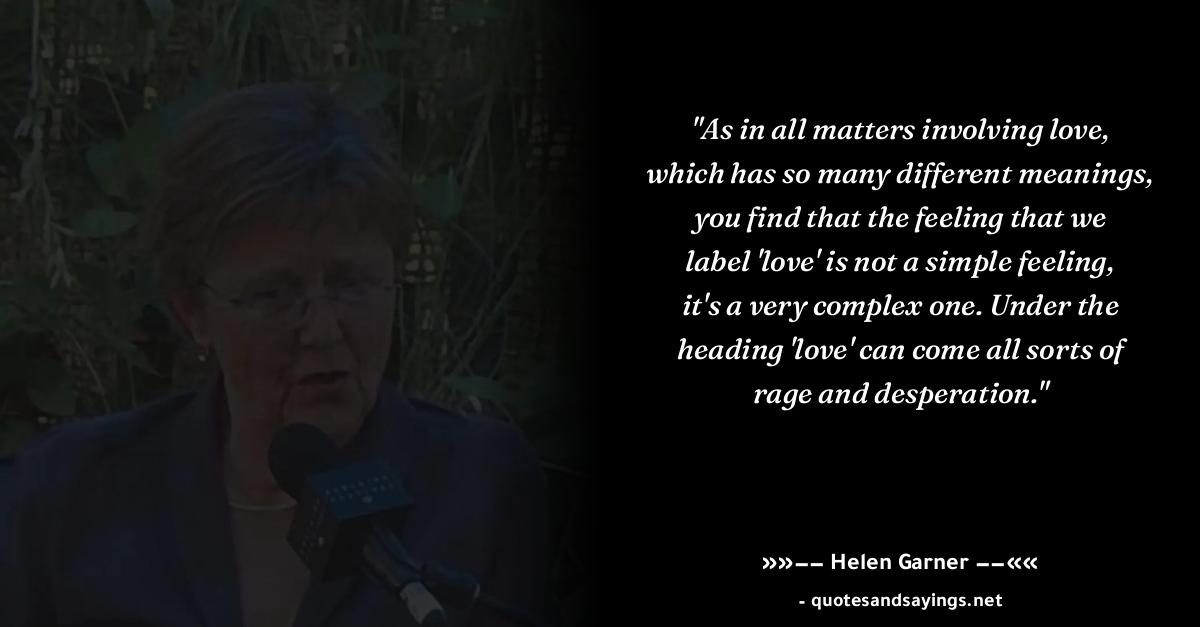 "As in all matters involving love,
which has so many different meanings,
you find that the feeling that we
label 'love' is not a simple feeling,
it's a very complex one. Under the
heading 'love' can come all sorts of
rage and desperation."
»»−− Helen Garner −−««
- quotesandsayings.net